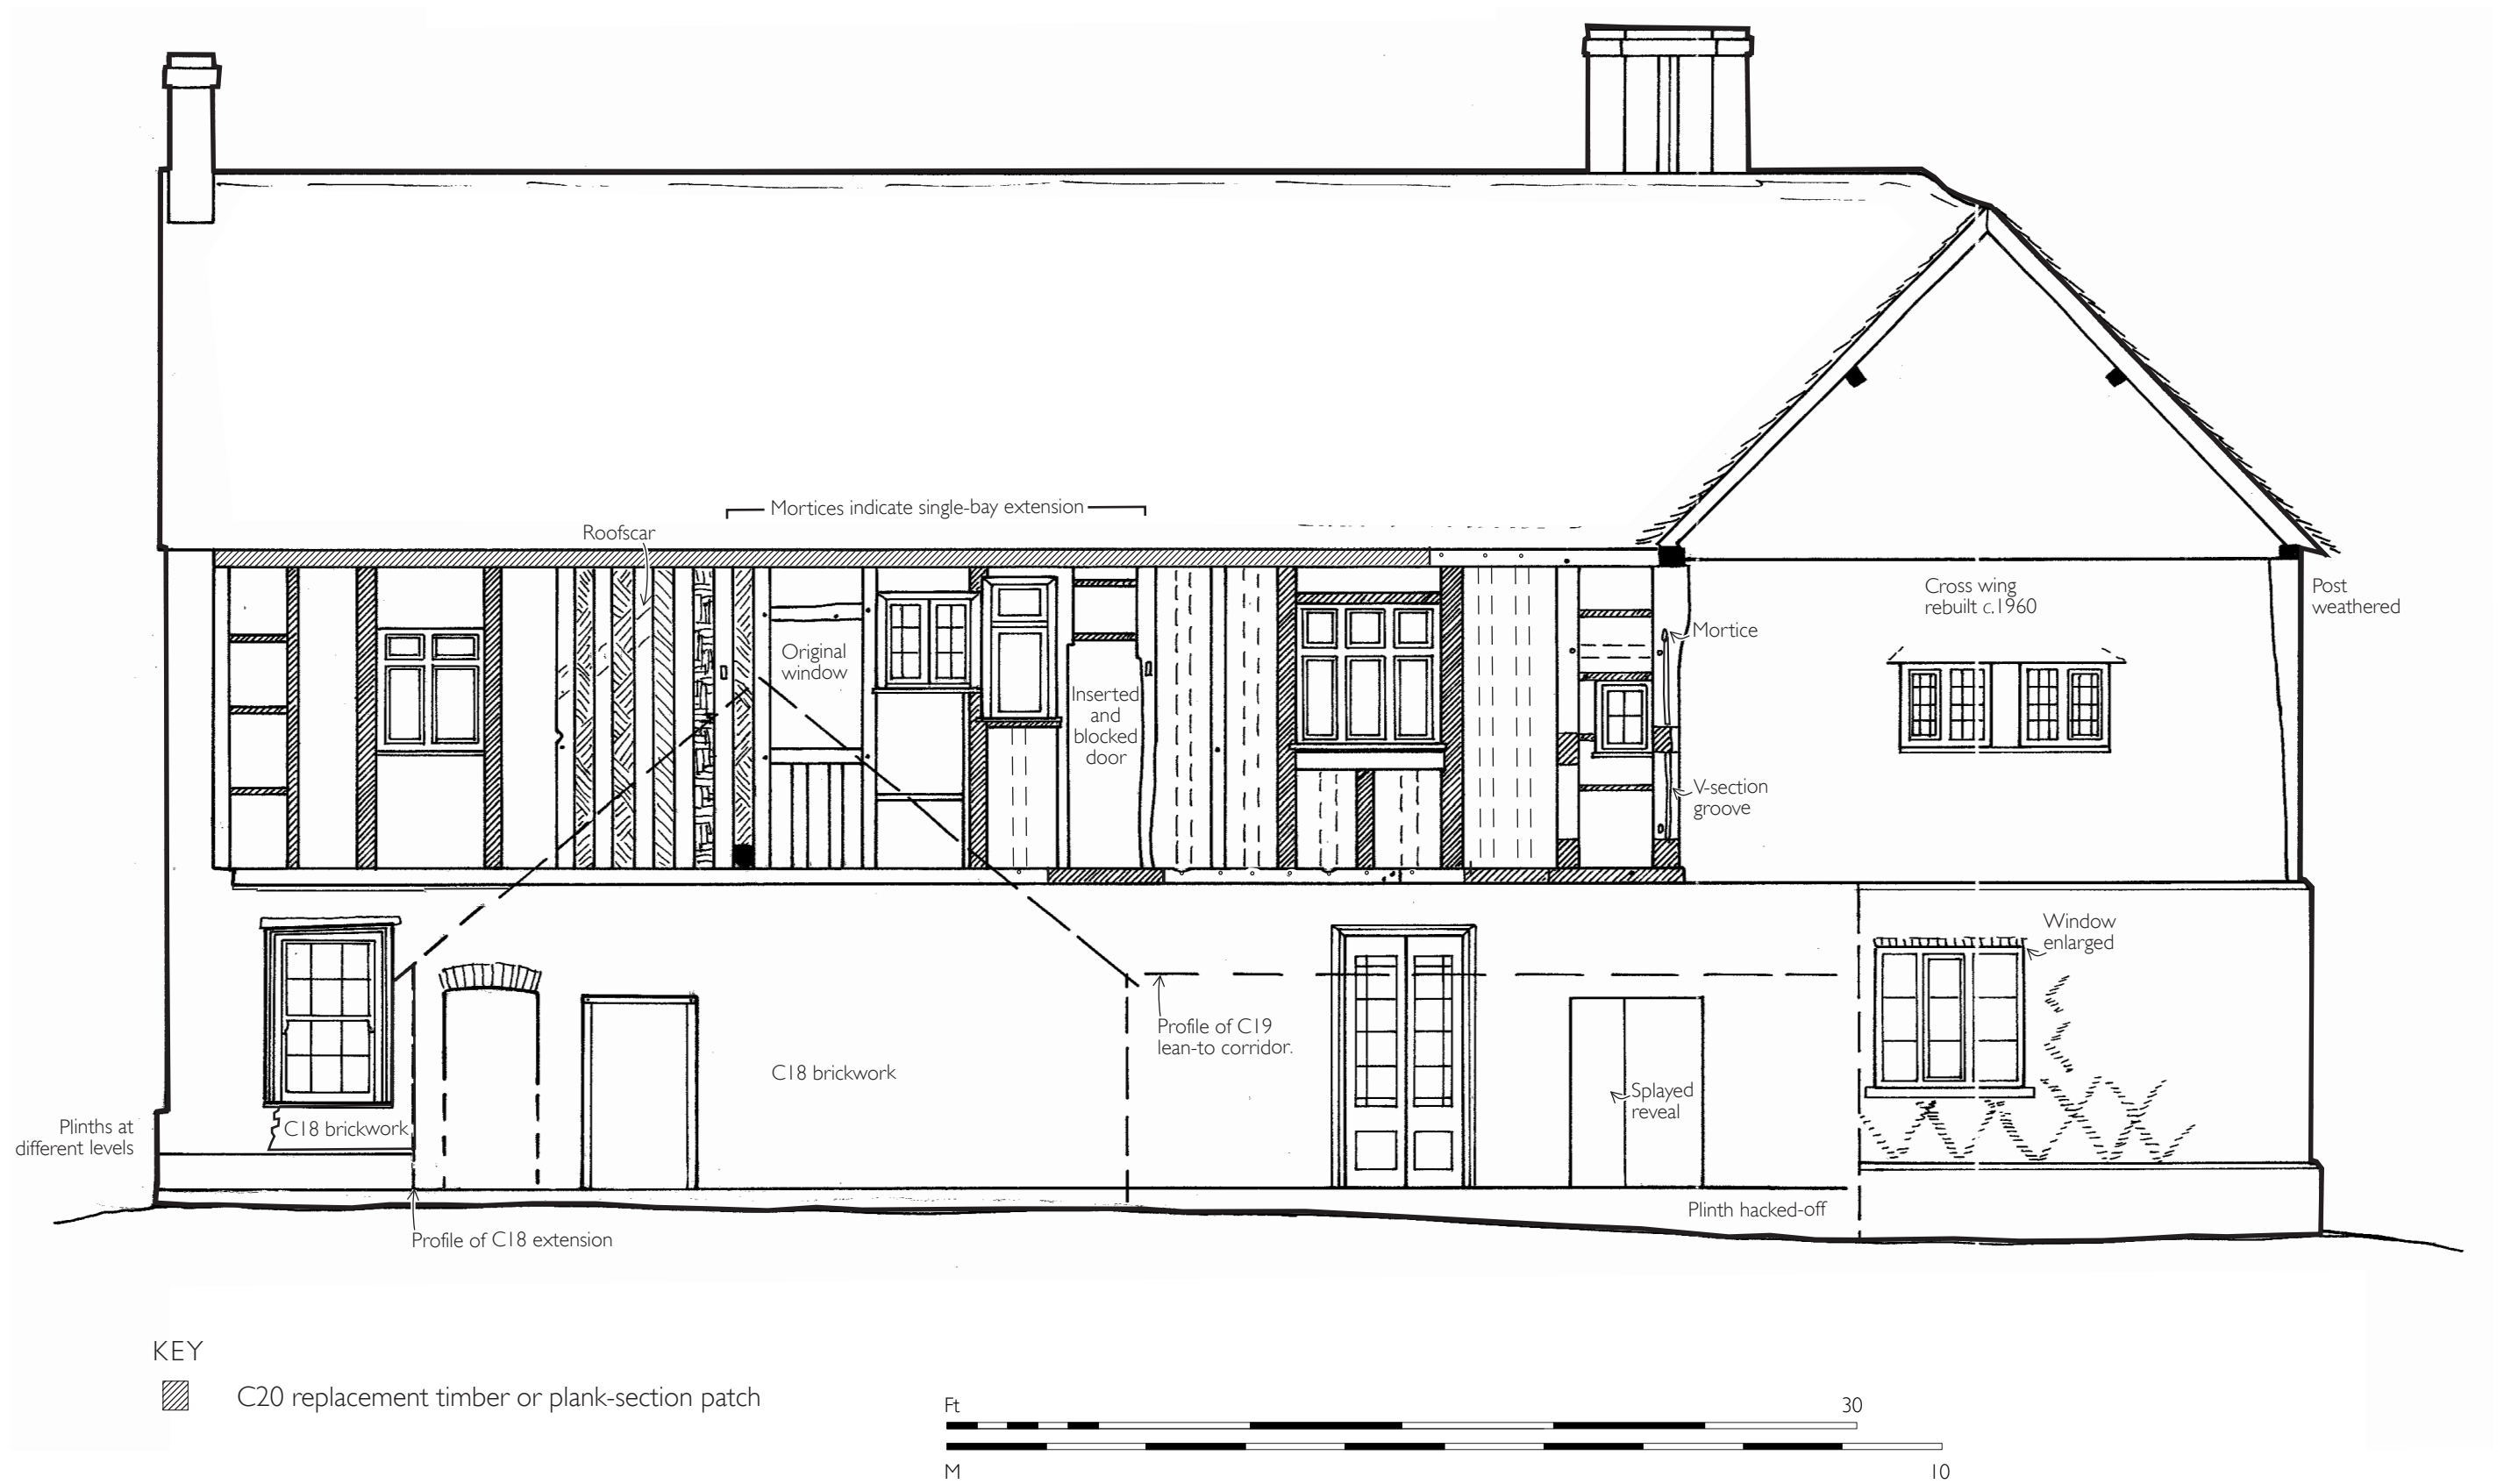 Mortices indicate single-bay extension
Roofscar
Cross wing
rebuilt c.1960
Post
weathered
Mortice
Original
window
Inserted
and
blocked
door
V-section
groove
Window
enlarged
Profile of C19
lean-to corridor.
C18 brickwork
Splayed
reveal
Plinths at
different levels
C18 brickwork
Plinth hacked-off
Profile of C18 extension
KEY
C20 replacement timber or plank-section patch
Ft
30
M
10